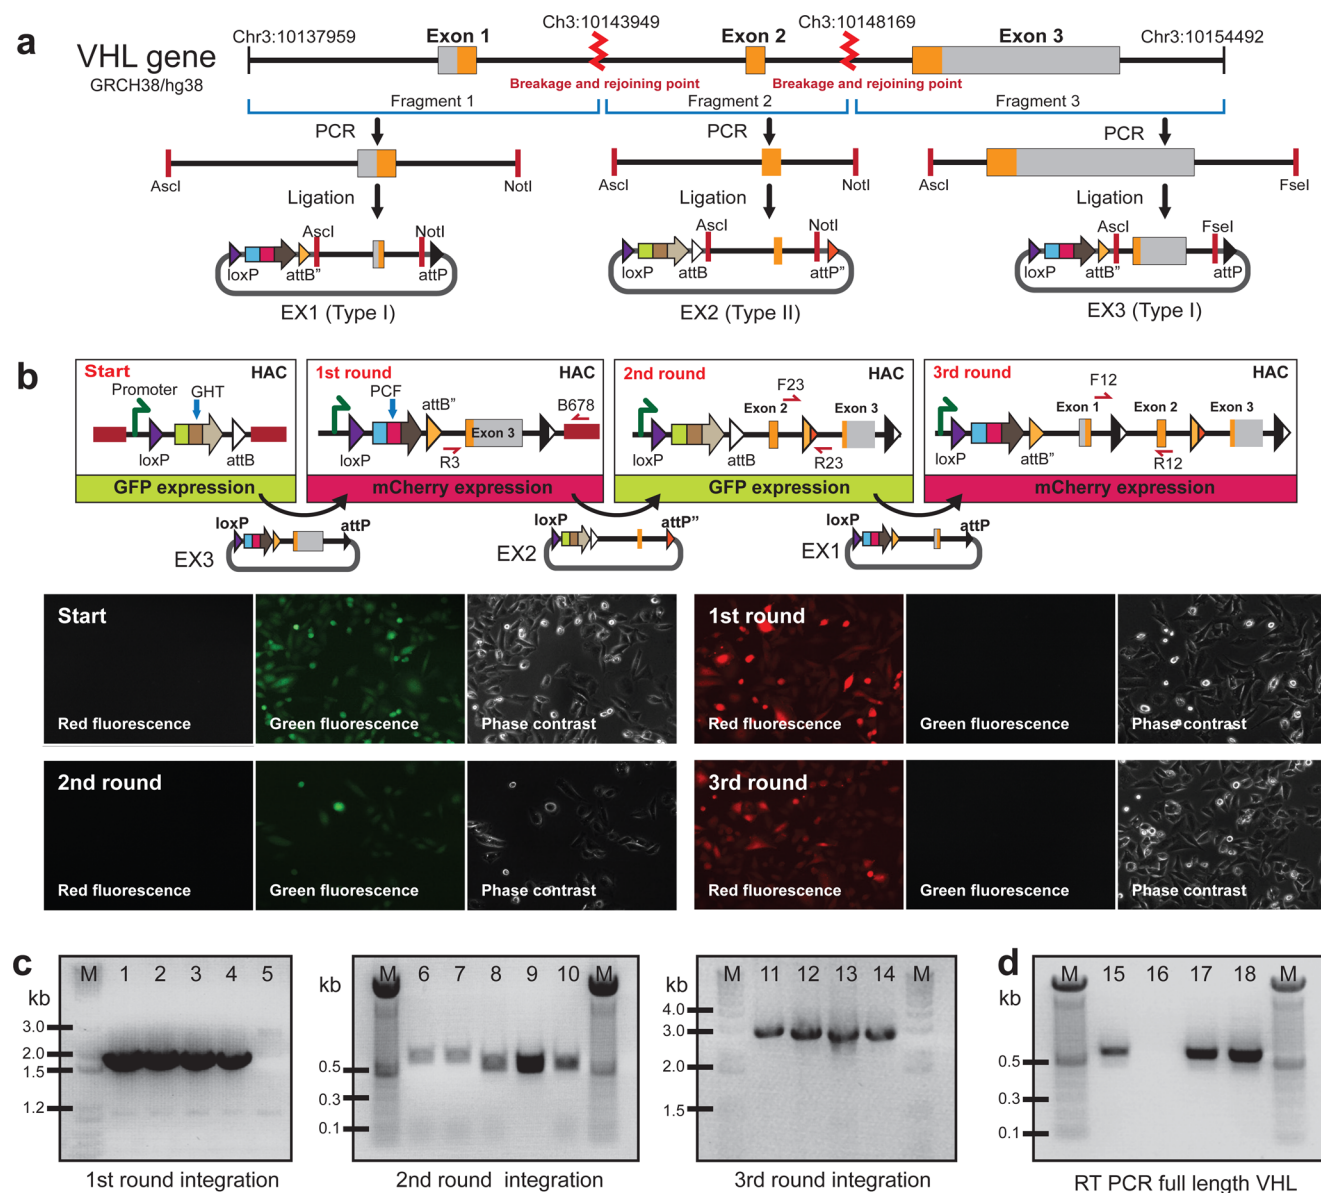 a
VHL gene
GRCH38/hg38
Chr3:10137959
Exon 1
Ch3:10143949
Exon 2
Ch3:10148169
Exon 3
Chr3:10154492
Breakage and rejoining point
Breakage and rejoining point
Fragment 1
Fragment 2
Fragment 3
PCR
PCR
PCR
AscI
NotI
AscI
NotI
AscI
FseI
Ligation
Ligation
Ligation
AscI
NotI
AscI
NotI
AscI
FseI
loxP
attB”
attP
loxP
attB
attP”
loxP
attB”
attP
EX1 (Type I)
EX2 (Type II)
EX3 (Type I)
b
Start
HAC
Promoter
GHT
loxP
attB
GFP expression
1st round
HAC
PCF
attB”
B678
Exon 3
loxP
R3
mCherry expression
2nd round
HAC
F23
Exon 2
Exon 3
loxP
attB
R23
GFP expression
3rd round
HAC
F12
Exon 1
Exon 2
Exon 3
loxP
attB”
R12
mCherry expression
loxP
attP
EX3
loxP
attP”
EX2
loxP
attP
EX1
Start
Red fluorescence
Green fluorescence
Phase contrast
1st round
Red fluorescence
Green fluorescence
Phase contrast
2nd round
Red fluorescence
Green fluorescence
Phase contrast
3rd round
Red fluorescence
Green fluorescence
Phase contrast
c
M 1 2 3 4 5
kb
3.0
2.0
1.5
1.2
1st round integration
M 6 7 8 9 10 M
kb
0.5
0.3
0.1
2nd round integration
M 11 12 13 14 M
kb
4.0
3.0
2.0
1.5
3rd round integration
d
M 15 16 17 18 M
kb
0.5
0.3
0.1
RT PCR full length VHL